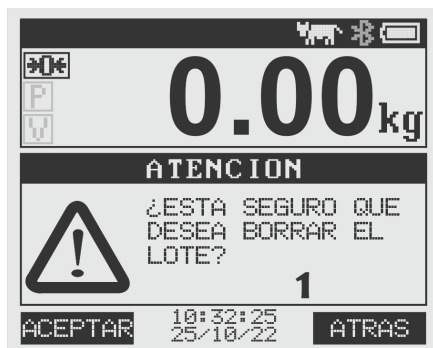 →0←
P
V
0.00kg
ATENCION
¿ESTA SEGURO QUE
DESEA BORRAR EL
LOTE?
1
ACEPTAR
10:32:25
25/10/22
ATRAS